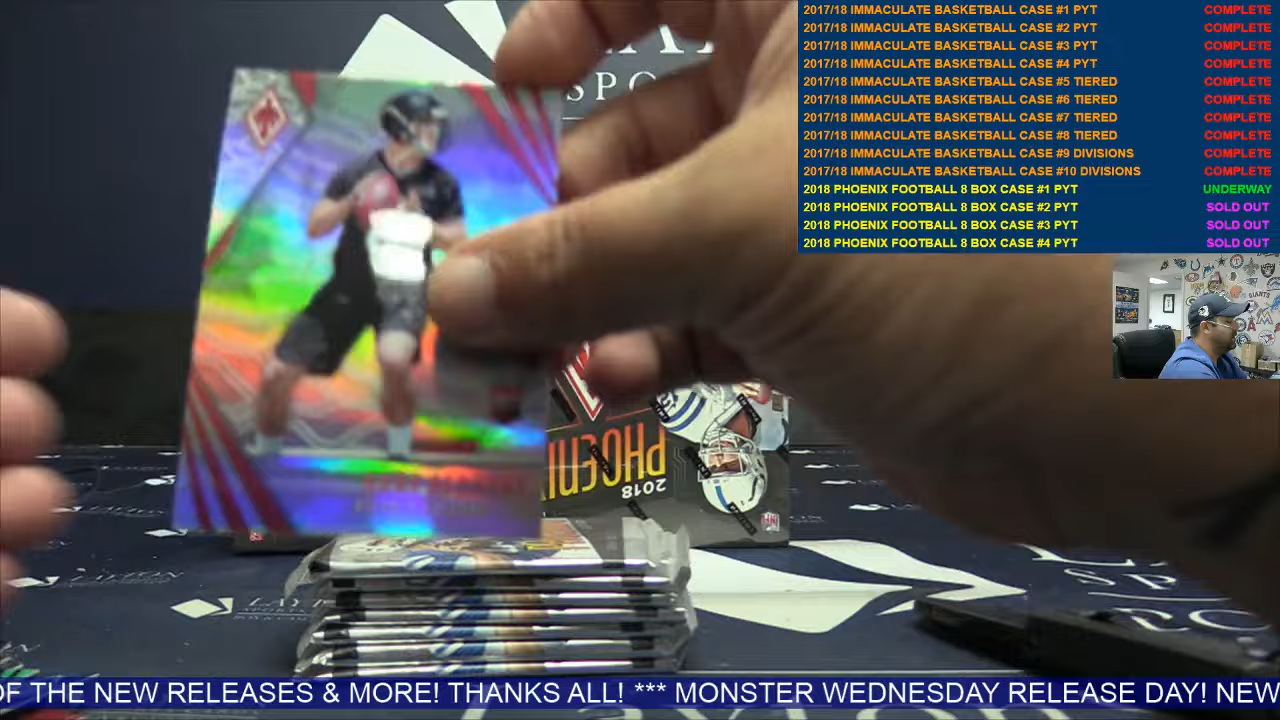 2017/18 IMMACULATE BASKETBALL CASE #1 PYT COMPLETE
2017/18 IMMACULATE BASKETBALL CASE #2 PYT COMPLETE
2017/18 IMMACULATE BASKETBALL CASE #3 PYT COMPLETE
2017/18 IMMACULATE BASKETBALL CASE #4 PYT COMPLETE
2017/18 IMMACULATE BASKETBALL CASE #5 TIERED COMPLETE
2017/18 IMMACULATE BASKETBALL CASE #6 TIERED COMPLETE
2017/18 IMMACULATE BASKETBALL CASE #7 TIERED COMPLETE
2017/18 IMMACULATE BASKETBALL CASE #8 TIERED COMPLETE
2017/18 IMMACULATE BASKETBALL CASE #9 DIVISIONS COMPLETE
2017/18 IMMACULATE BASKETBALL CASE #10 DIVISIONS COMPLETE
2018 PHOENIX FOOTBALL 8 BOX CASE #1 PYT UNDERWAY
2018 PHOENIX FOOTBALL 8 BOX CASE #2 PYT SOLD OUT
2018 PHOENIX FOOTBALL 8 BOX CASE #3 PYT SOLD OUT
2018 PHOENIX FOOTBALL 8 BOX CASE #4 PYT SOLD OUT
SPO
GIANTS
2018
PHOENI
OF THE NEW RELEASES & MORE! THANKS ALL! *** MONSTER WEDNESDAY RELEASE DAY! NEW